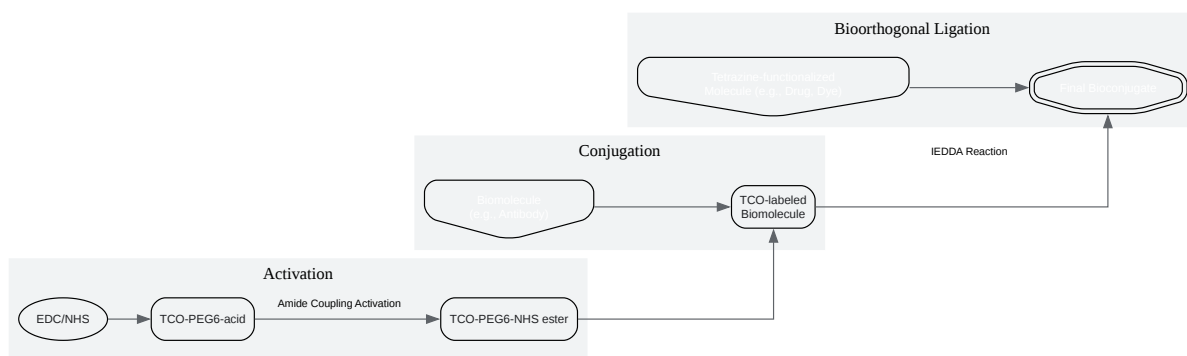 Bioorthogonal Ligation
Tetrazine-functionalized
Molecule (e.g., Drug, Dye)
Final Bioconjugate
IEDDA Reaction
Conjugation
Biomolecule
(e.g., Antibody)
TCO-labeled
Biomolecule
Activation
EDC/NHS
TCO-PEG6-acid
Amide Coupling Activation
TCO-PEG6-NHS ester